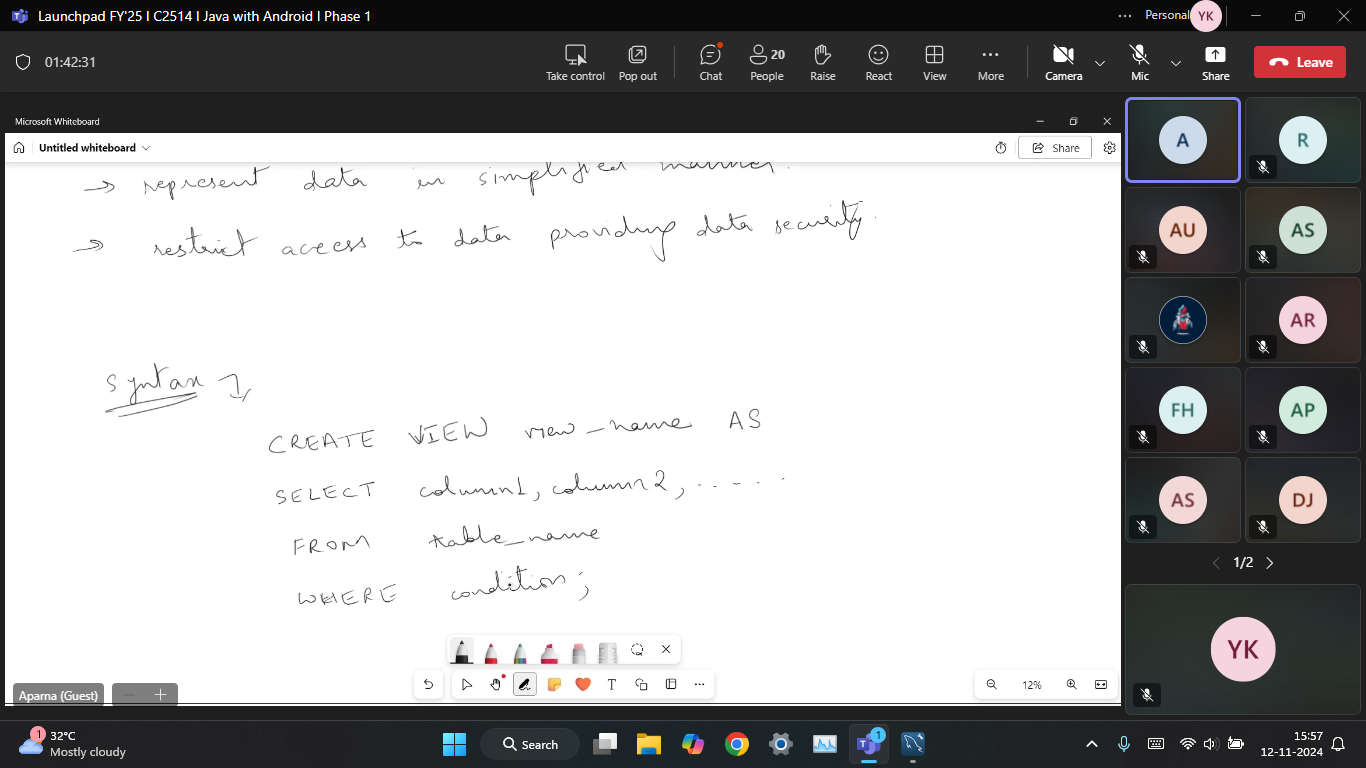 Launchpad FY'25 I C2514 I Java with Android I Phase 1
Personal
YK
01:42:31
Take control
Pop out
Chat
20
People
Raise
React
View
More
Camera
Mic
Share
Leave
Microsoft Whiteboard
Untitled whiteboard
Share
→ represent data in simplified manner.
→ restrict access to data providing data security.
Syntax
CREATE VIEW view_name AS
SELECT column1, column2, ......
FROM table_name
WHERE condition;
Aparna (Guest)
12%
A
R
AU
AS
AR
FH
AP
AS
DJ
1/2
YK
1
32°C
Mostly cloudy
Search
1
15:57
12-11-2024